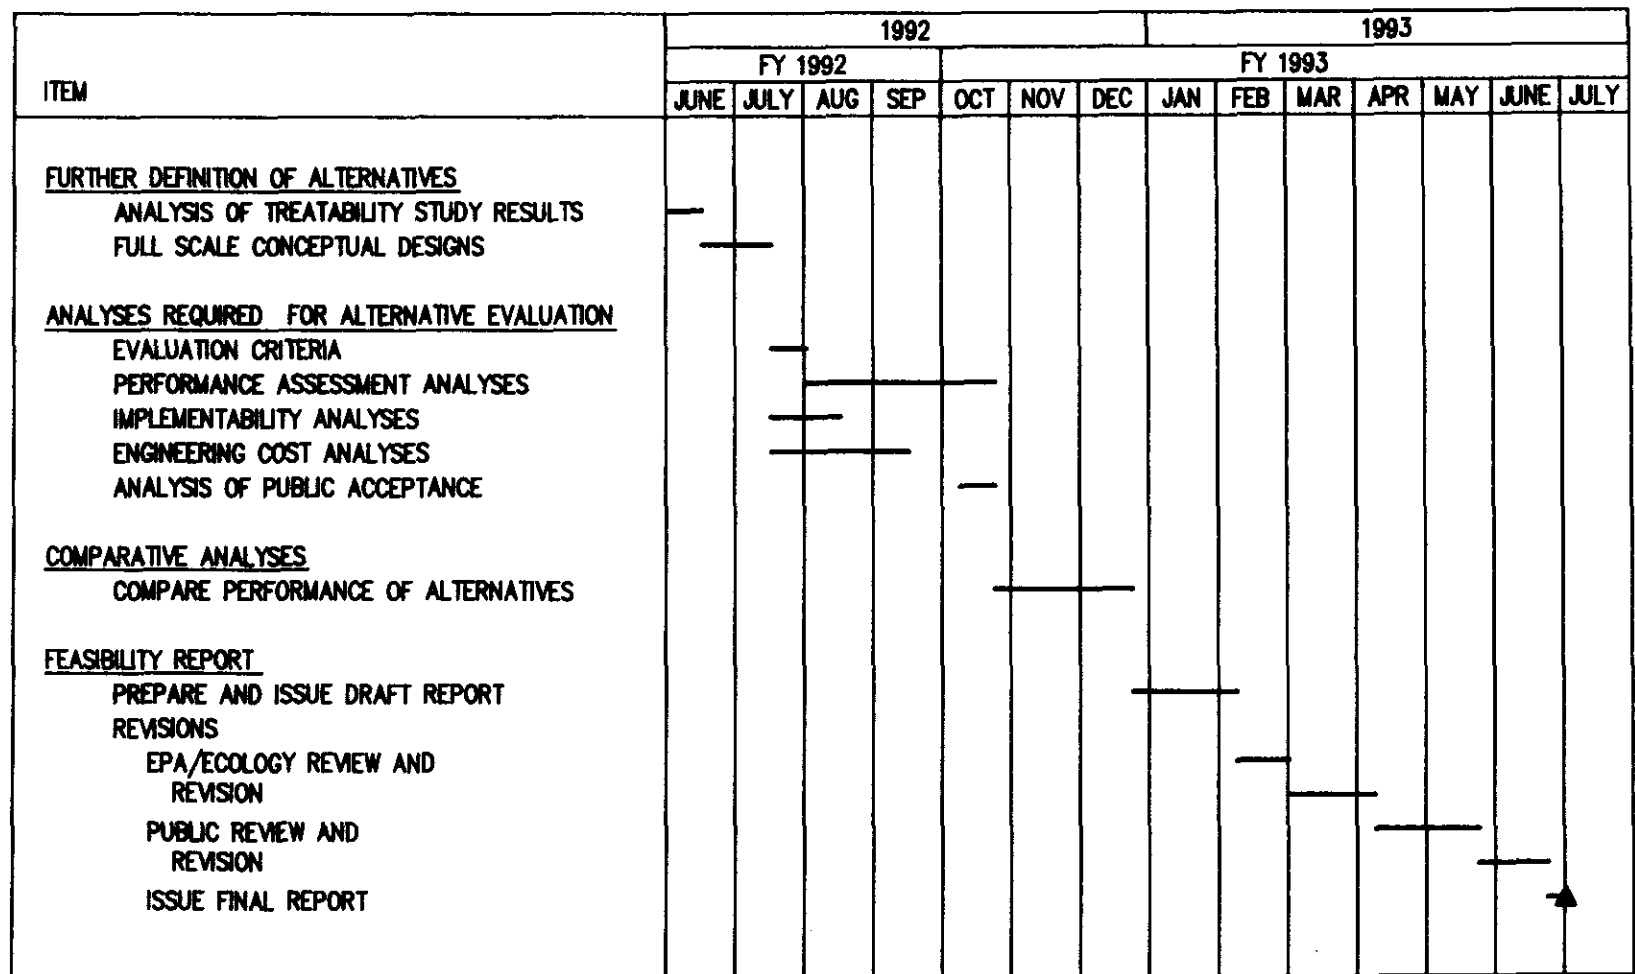 1992 1993
FY 1992 FY 1993
ITEM
JUNE JULY AUG SEP OCT NOV DEC JAN FEB MAR APR MAY JUNE JULY
FURTHER DEFINITION OF ALTERNATIVES
ANALYSIS OF TREATABILITY STUDY RESULTS
FULL SCALE CONCEPTUAL DESIGNS
ANALYSES REQUIRED FOR ALTERNATIVE EVALUATION
EVALUATION CRITERIA
PERFORMANCE ASSESSMENT ANALYSES
IMPLEMENTABILITY ANALYSES
ENGINEERING COST ANALYSES
ANALYSIS OF PUBLIC ACCEPTANCE
COMPARATIVE ANALYSES
COMPARE PERFORMANCE OF ALTERNATIVES
FEASIBILITY REPORT
PREPARE AND ISSUE DRAFT REPORT
REVISIONS
EPA/ECOLOGY REVIEW AND
REVISION
PUBLIC REVIEW AND
REVISION
ISSUE FINAL REPORT